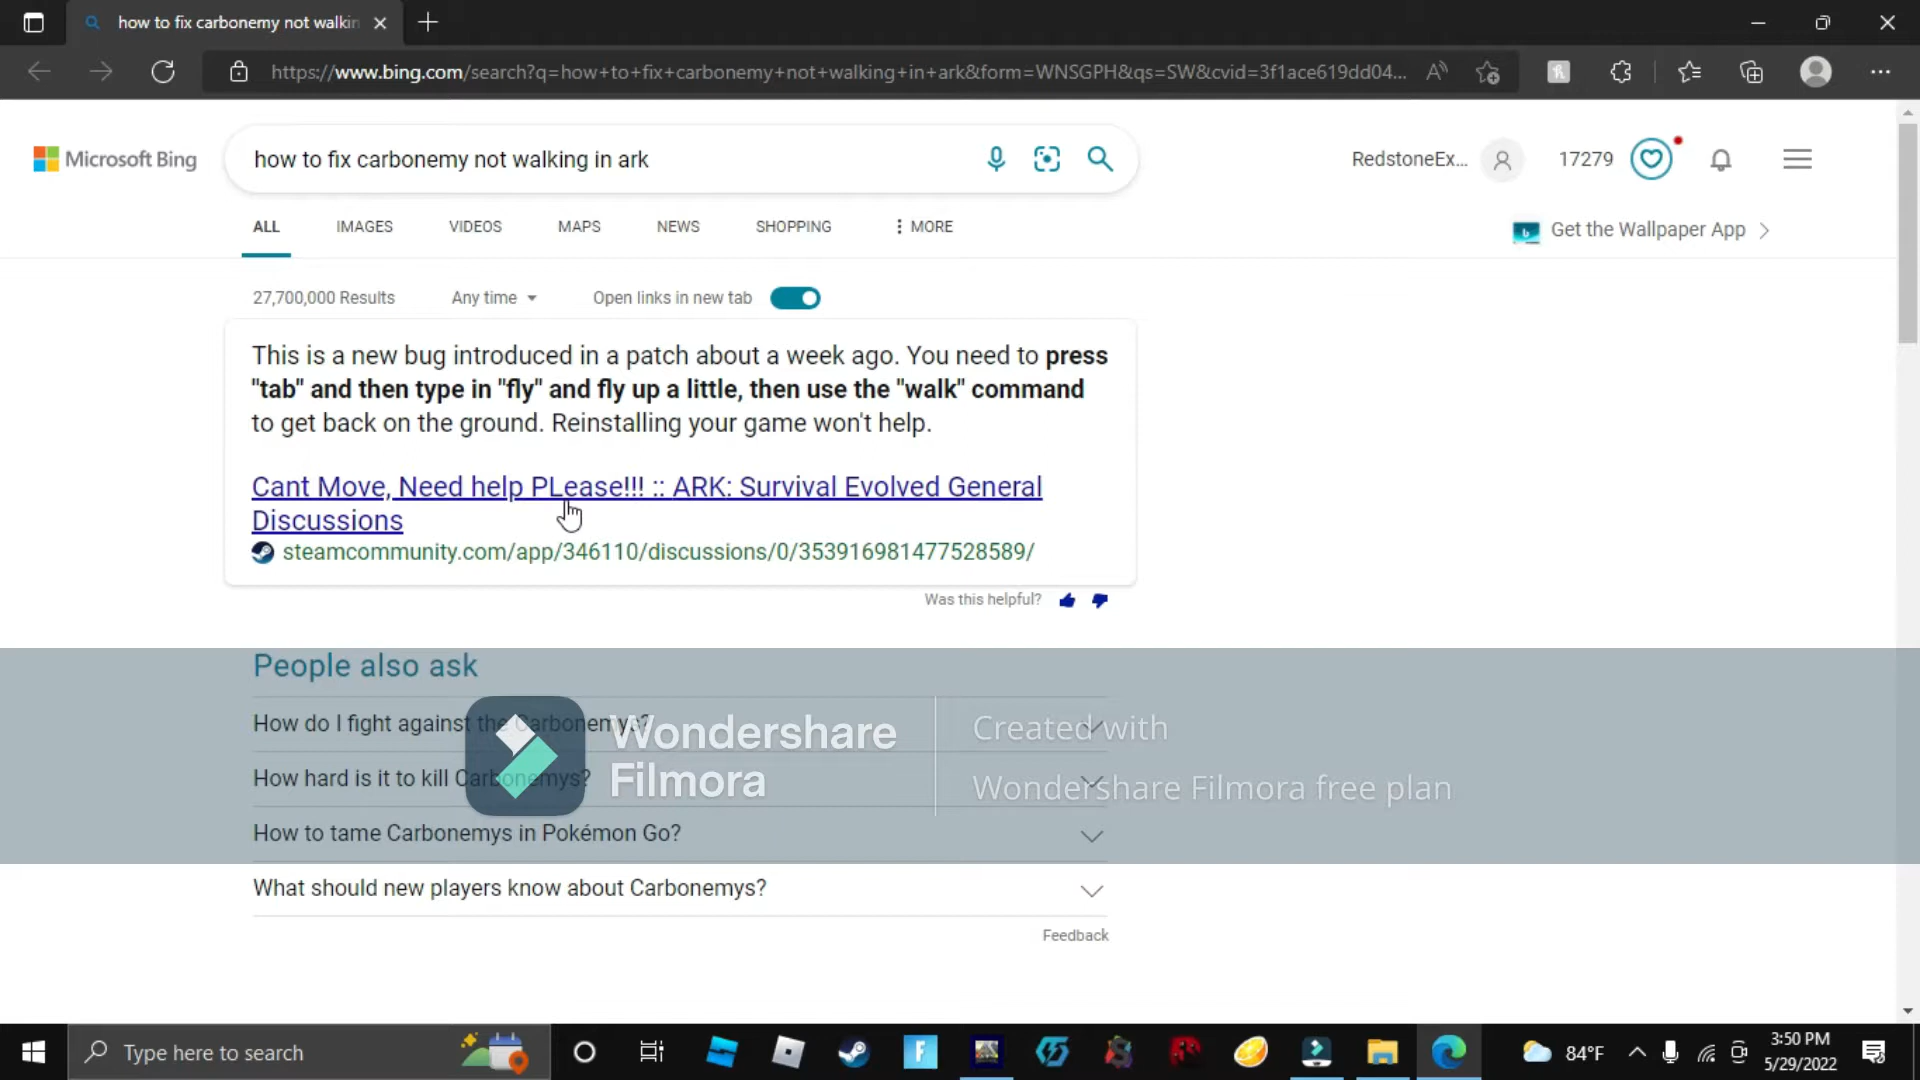 how to fix carbonemy not walkin
https://www.bing.com/search?q=how+to+fix+carbonemy+not+walking+in+ark&form=WNSGPH&qs=SW&cvid=3f1ace619dd04...
Microsoft Bing
how to fix carbonemy not walking in ark
RedstoneEx...
17279
ALL
IMAGES
VIDEOS
MAPS
NEWS
SHOPPING
MORE
Get the Wallpaper App
27,700,000 Results
Any time
Open links in new tab
This is a new bug introduced in a patch about a week ago. You need to press
"tab" and then type in "fly" and fly up a little, then use the "walk" command
to get back on the ground. Reinstalling your game won't help.
Cant Move, Need help PLease!!! :: ARK: Survival Evolved General
Discussions
steamcommunity.com/app/346110/discussions/0/353916981477528589/
Was this helpful?
People also ask
How do I fight against the Carbonemys?
How hard is it to kill Carbonemys?
How to tame Carbonemys in Pokémon Go?
What should new players know about Carbonemys?
Feedback
Wondershare
Filmora
Created with
Wondershare Filmora free plan
Type here to search
84°F
3:50 PM
5/29/2022